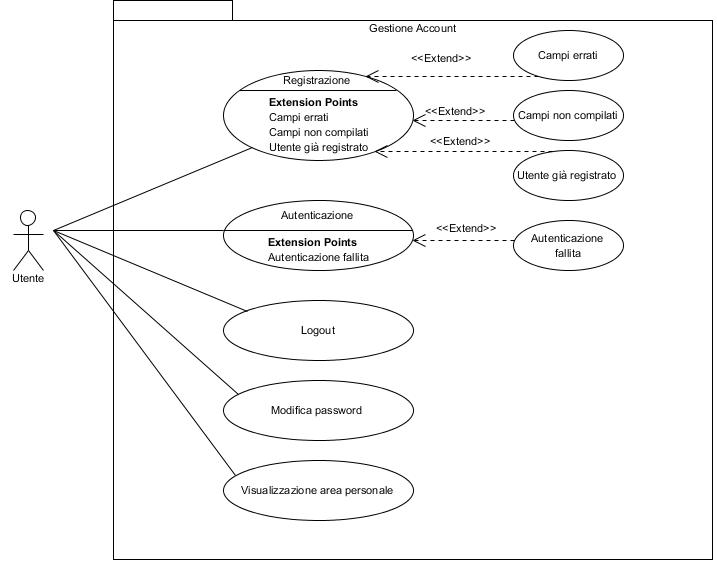 Gestione Account
<<Extend>>
Campi errati
Registrazione
Extension Points
Campi errati
Campi non compilati
Utente già registrato
<<Extend>>
Campi non compilati
<<Extend>>
Utente già registrato
Utente
Autenticazione
Extension Points
Autenticazione fallita
<<Extend>>
Autenticazione
fallita
Logout
Modifica password
Visualizzazione area personale